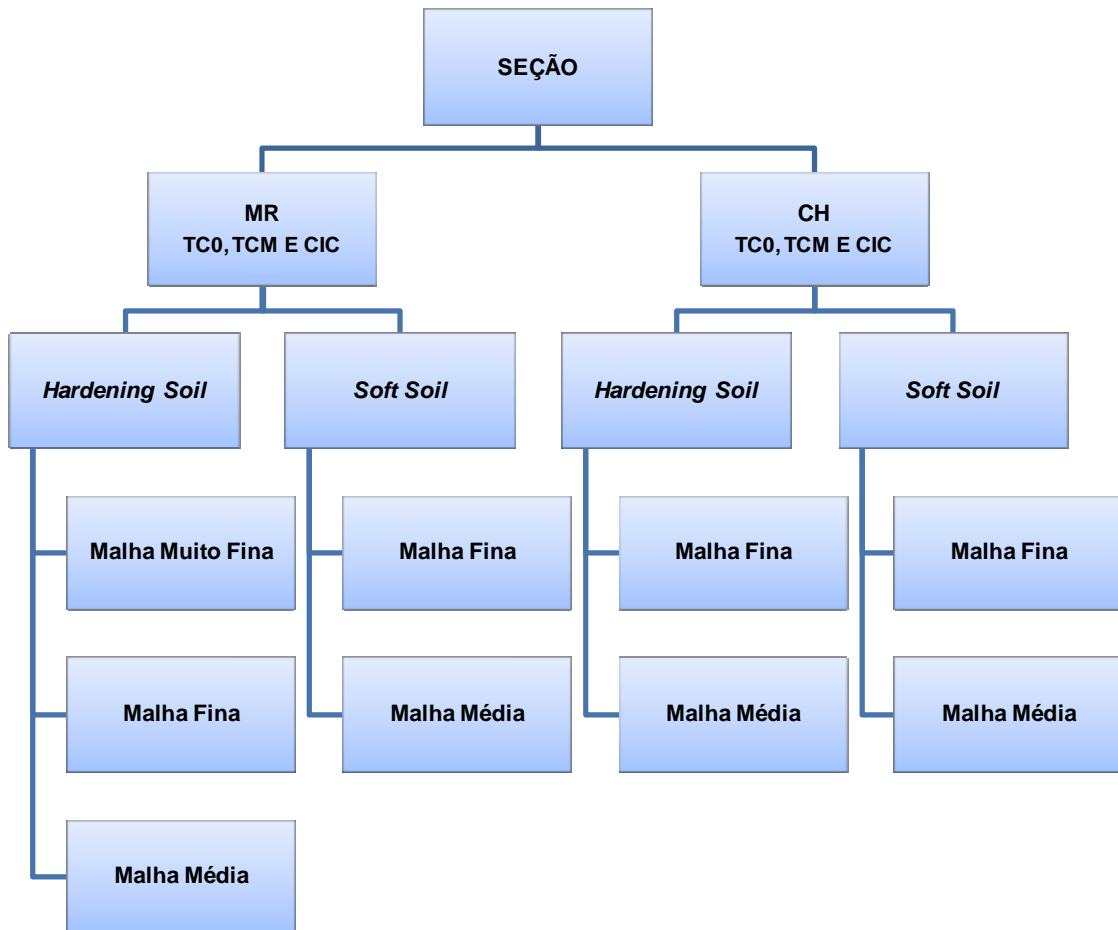 SEÇÃO
MR
TC0, TCM E CIC
CH
TC0, TCM E CIC
Hardening Soil
Soft Soil
Hardening Soil
Soft Soil
Malha Muito Fina
Malha Fina
Malha Fina
Malha Fina
Malha Fina
Malha Média
Malha Média
Malha Média
Malha Média